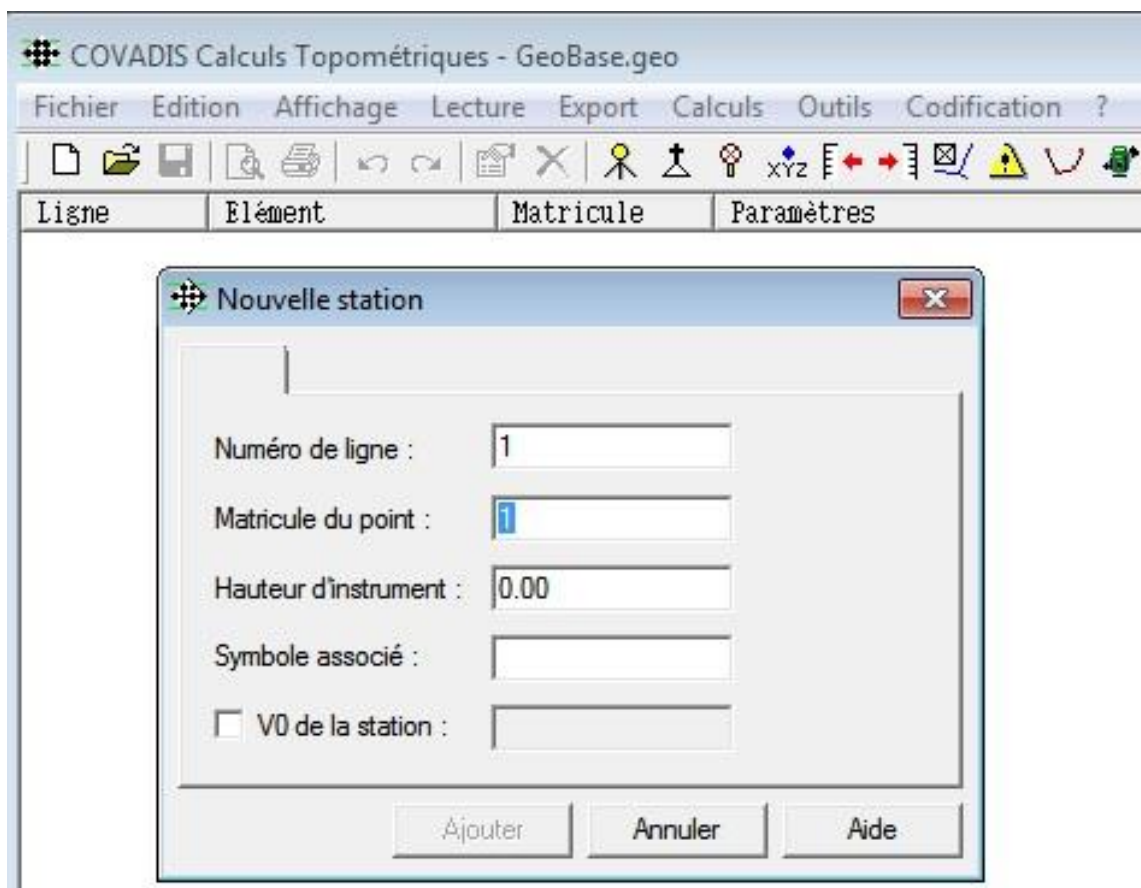 COVADIS Calculs Topométriques - GeoBase.geo
Fichier Edition Affichage Lecture Export Calculs Outils Codification ?
XYZ
Ligne Elément Matricule Paramètres
Nouvelle station
Numéro de ligne : 1
Matricule du point : 1
Hauteur d'instrument : 0.00
Symbole associé :
V0 de la station :
Ajouter Annuler Aide